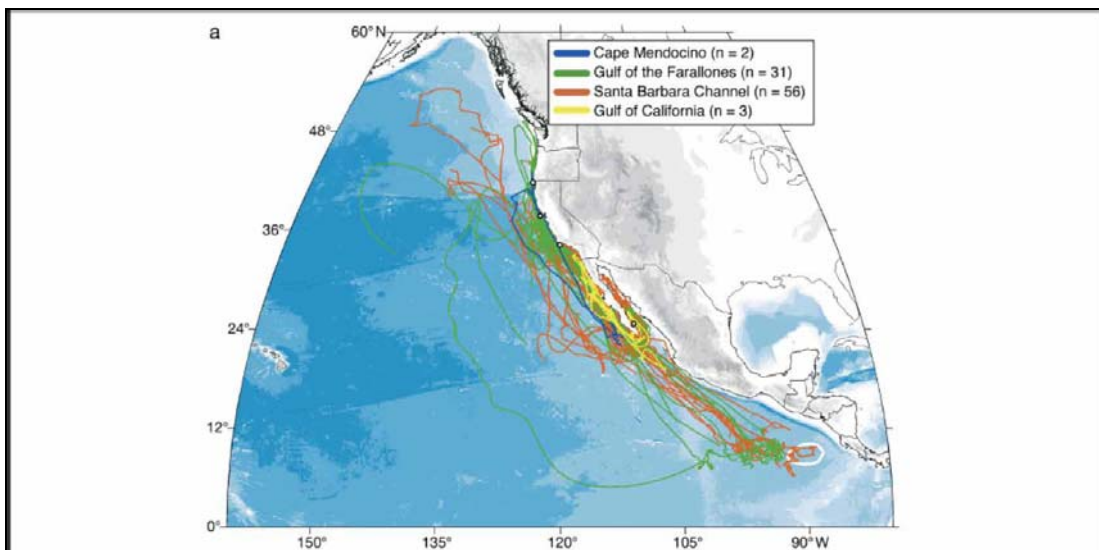 a
60° N
Cape Mendocino (n = 2)
Gulf of the Farallones (n = 31)
Santa Barbara Channel (n = 56)
Gulf of California (n = 3)
48°
36°
24°
12°
0°
150°
135°
120°
105°
90° W